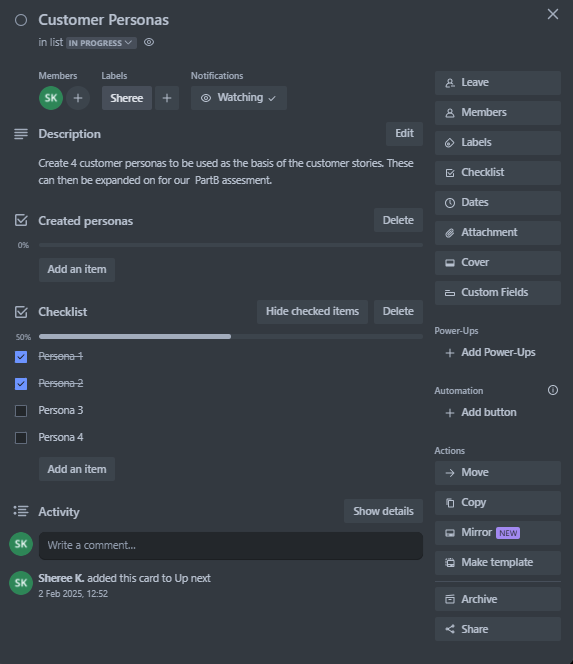 Customer Personas
in list IN PROGRESS
Members
Labels
Notifications
SK
Sheree
Watching
Description
Edit
Create 4 customer personas to be used as the basis of the customer stories. These
can then be expanded on for our PartB assesment.
Created personas
Delete
0%
Add an item
Checklist
Hide checked items
Delete
50%
Persona 1
Persona 2
Persona 3
Persona 4
Add an item
Activity
Show details
SK
Write a comment...
SK
Sheree K. added this card to Up next
2 Feb 2025, 12:52
Leave
Members
Labels
Checklist
Dates
Attachment
Cover
Custom Fields
Power-Ups
+ Add Power-Ups
Automation
+ Add button
Actions
Move
Copy
Mirror NEW
Make template
Archive
Share